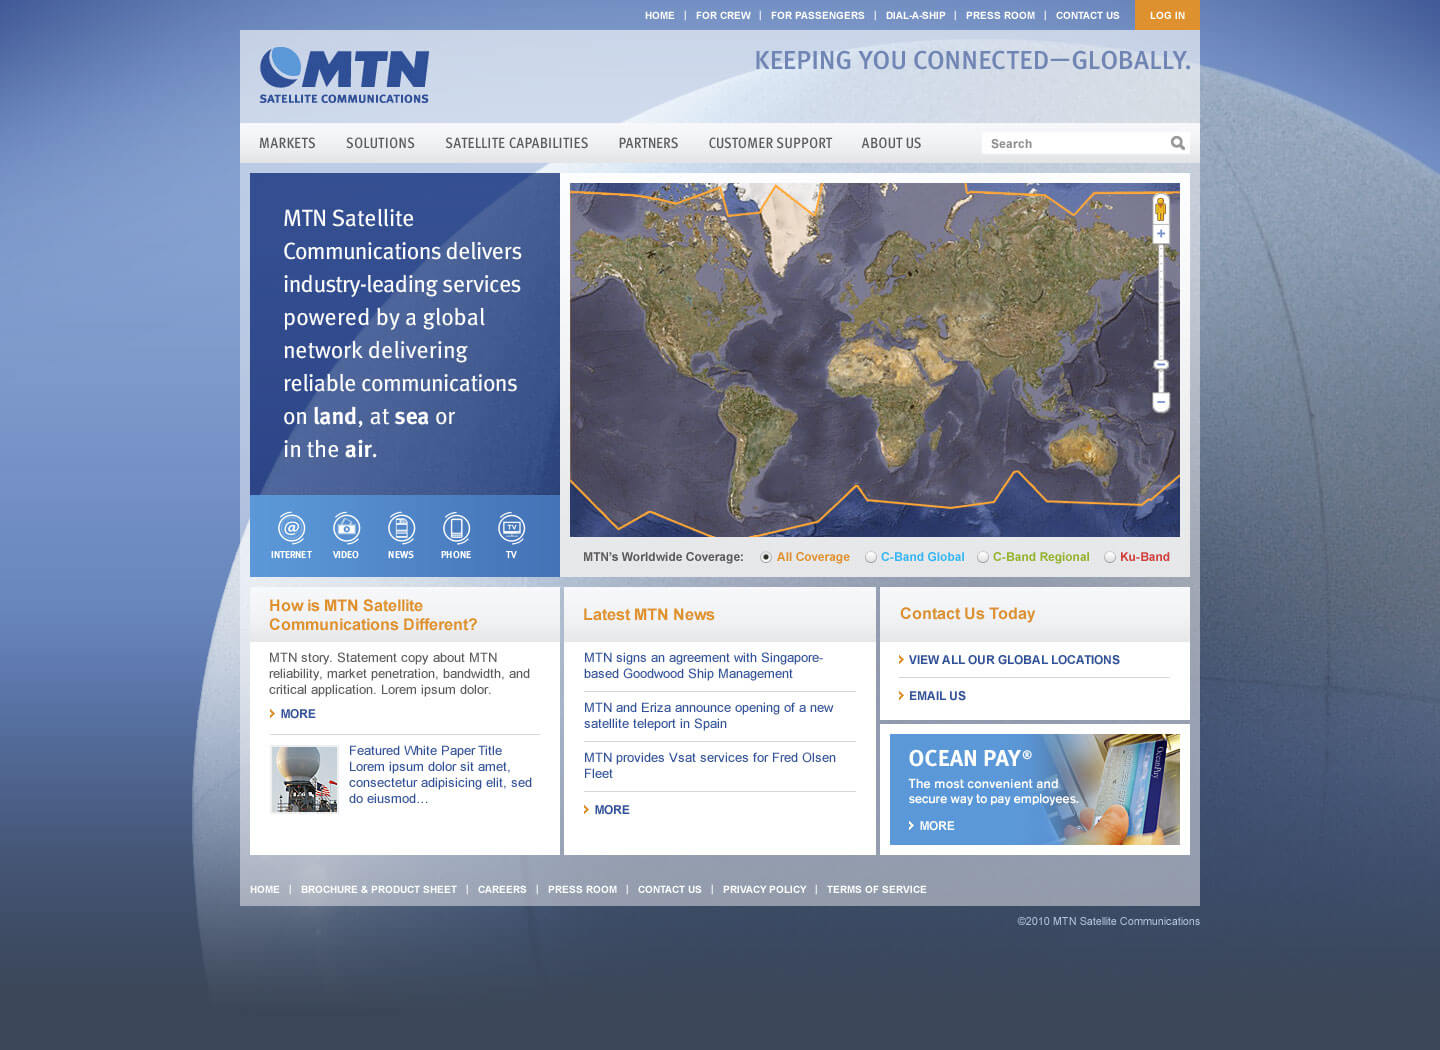 HOME | FOR CREW | FOR PASSENGERS | DIAL-A-SHIP | PRESS ROOM | CONTACT US LOG IN
MTN
SATELLITE COMMUNICATIONS
KEEPING YOU CONNECTED—GLOBALLY.
MARKETS SOLUTIONS SATELLITE CAPABILITIES PARTNERS CUSTOMER SUPPORT ABOUT US Search
MTN Satellite
Communications delivers
industry-leading services
powered by a global
network delivering
reliable communications
on land, at sea or
in the air.
@ TV
INTERNET VIDEO NEWS PHONE TV
MTN's Worldwide Coverage: All Coverage C-Band Global C-Band Regional Ku-Band
How is MTN Satellite
Communications Different?
MTN story. Statement copy about MTN
reliability, market penetration, bandwidth, and
critical application. Lorem ipsum dolor.
MORE
Featured White Paper Title
Lorem ipsum dolor sit amet,
consectetur adipisicing elit, sed
do eiusmod…
Latest MTN News
MTN signs an agreement with Singapore-
based Goodwood Ship Management
MTN and Eriza announce opening of a new
satellite teleport in Spain
MTN provides Vsat services for Fred Olsen
Fleet
MORE
Contact Us Today
VIEW ALL OUR GLOBAL LOCATIONS
EMAIL US
OCEAN PAY®
The most convenient and
secure way to pay employees.
MORE
OceanPay
HOME | BROCHURE & PRODUCT SHEET | CAREERS | PRESS ROOM | CONTACT US | PRIVACY POLICY | TERMS OF SERVICE
©2010 MTN Satellite Communications